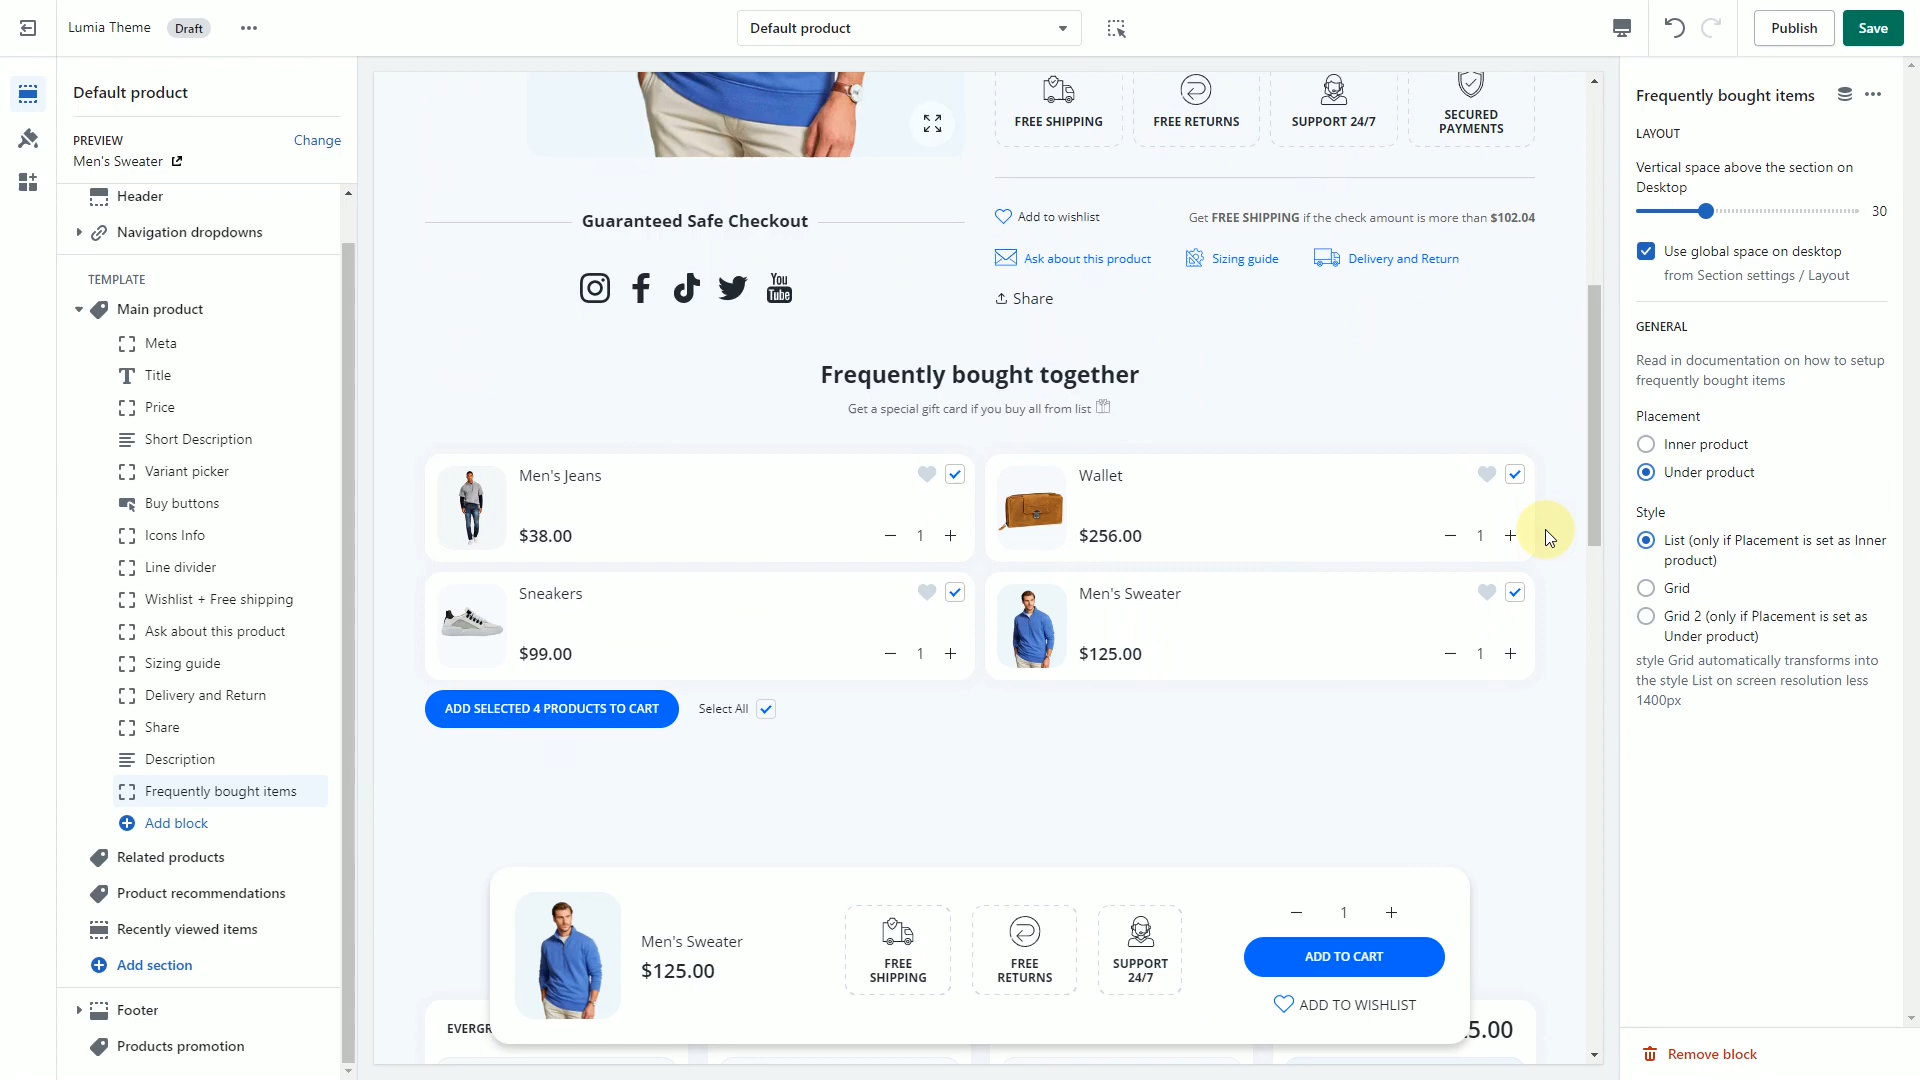 Lumia Theme
Draft
Default product
Publish
Save
Default product
PREVIEW
Change
Men's Sweater
Header
Navigation dropdowns
TEMPLATE
Main product
Meta
Title
Price
Short Description
Variant picker
Buy buttons
Icons Info
Line divider
Wishlist + Free shipping
Ask about this product
Sizing guide
Delivery and Return
Share
Description
Frequently bought items
Add block
Related products
Product recommendations
Recently viewed items
Add section
Footer
Products promotion
FREE SHIPPING
FREE RETURNS
SUPPORT 24/7
SECURED
PAYMENTS
Guaranteed Safe Checkout
You
Tube
Add to wishlist
Get FREE SHIPPING if the check amount is more than $102.04
Ask about this product
Sizing guide
Delivery and Return
Share
Frequently bought together
Get a special gift card if you buy all from list
Men's Jeans
$38.00
1
Wallet
$256.00
1
Sneakers
$99.00
1
Men's Sweater
$125.00
1
ADD SELECTED 4 PRODUCTS TO CART
Select All
Men's Sweater
$125.00
FREE
SHIPPING
FREE
RETURNS
SUPPORT
24/7
1
ADD TO CART
ADD TO WISHLIST
EVERGR
5.00
Frequently bought items
LAYOUT
Vertical space above the section on
Desktop
30
Use global space on desktop
from Section settings / Layout
GENERAL
Read in documentation on how to setup
frequently bought items
Placement
Inner product
Under product
Style
List (only if Placement is set as Inner
product)
Grid
Grid 2 (only if Placement is set as
Under product)
style Grid automatically transforms into
the style List on screen resolution less
1400px
Remove block